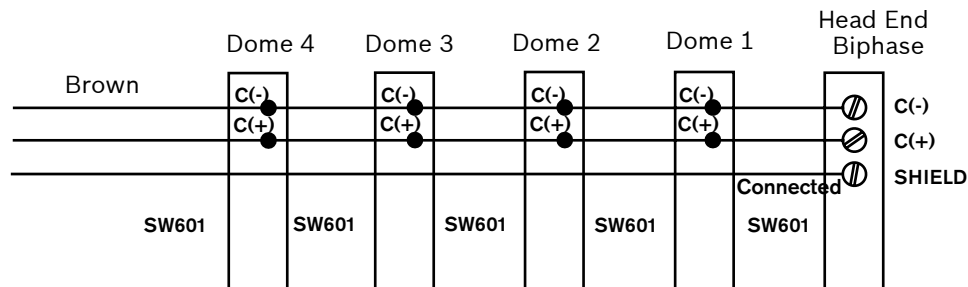 Head End
Biphase
Dome 4 Dome 3 Dome 2 Dome 1
Brown
C(-) C(-) C(-) C(-) C(-)
C(+) C(+) C(+) C(+) C(+)
Connected SHIELD
SW601 SW601 SW601 SW601 SW601